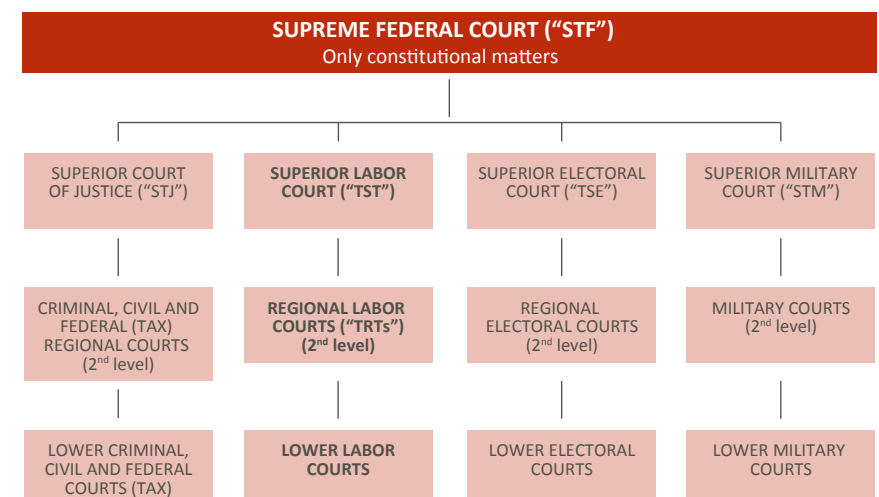 SUPREME FEDERAL COURT (“STF”)
Only constitutional matters
SUPERIOR COURT
OF JUSTICE (“STJ”)
SUPERIOR LABOR
COURT (“TST”)
SUPERIOR ELECTORAL
COURT (“TSE”)
SUPERIOR MILITARY
COURT (“STM”)
CRIMINAL, CIVIL AND
FEDERAL (TAX)
REGIONAL COURTS
(2nd level)
REGIONAL LABOR
COURTS (“TRTs”)
(2nd level)
REGIONAL
ELECTORAL COURTS
(2nd level)
MILITARY COURTS
(2nd level)
LOWER CRIMINAL,
CIVIL AND FEDERAL
COURTS (TAX)
LOWER LABOR
COURTS
LOWER ELECTORAL
COURTS
LOWER MILITARY
COURTS